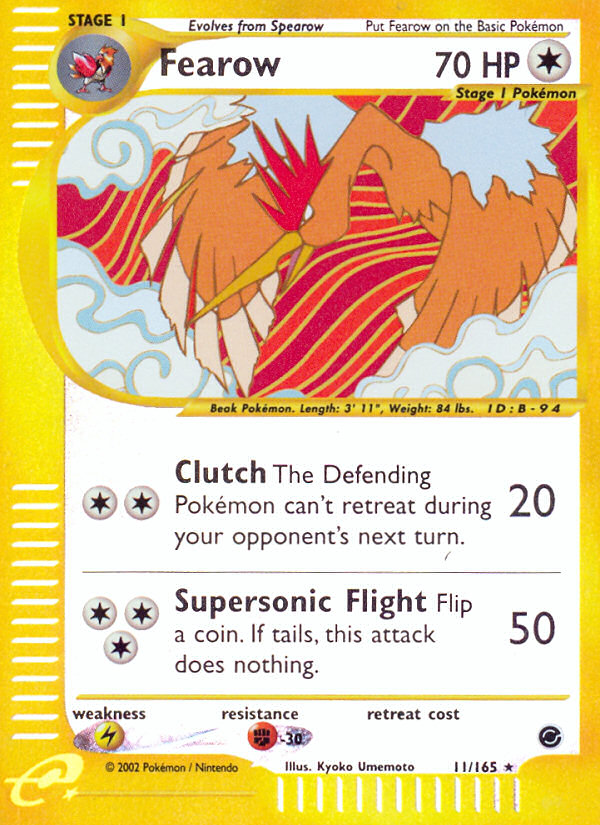 STAGE 1 Evolves from Spearow Put Fearow on the Basic Pokémon
Fearow 70 HP
Stage 1 Pokémon
Beak Pokémon. Length: 3' 11", Weight: 84 lbs. ID:B-94
Clutch The Defending
Pokémon can't retreat during
your opponent's next turn.
20
Supersonic Flight Flip
a coin. If tails, this attack
does nothing.
50
weakness resistance retreat cost
-30
© 2002 Pokémon / Nintendo Illus. Kyoko Umemoto 11/165 ★
e